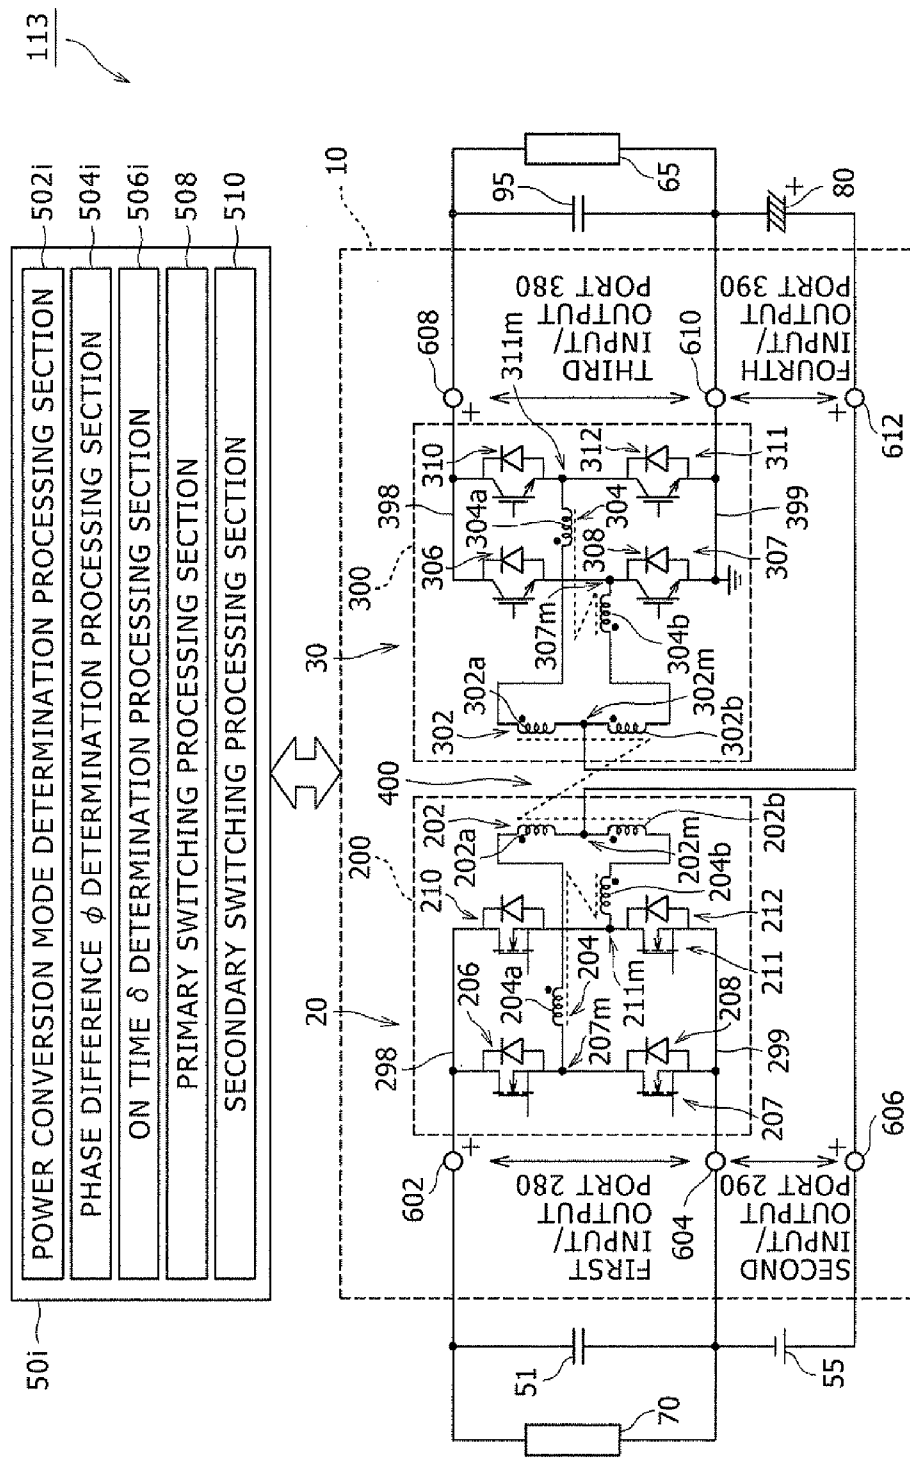 113
50i
POWER CONVERSION MODE DETERMINATION PROCESSING SECTION
502i
PHASE DIFFERENCE ϕ DETERMINATION PROCESSING SECTION
504i
ON TIME δ DETERMINATION PROCESSING SECTION
506i
PRIMARY SWITCHING PROCESSING SECTION
508
SECONDARY SWITCHING PROCESSING SECTION
510
10
20
200
400
30
300
298
206
210
202
202a
302
302a
306
398
310
204a
204
304a
304
311m
602
+
608
+
95
65
51
70
FIRST
INPUT/
OUTPUT
PORT 280
THIRD
INPUT/
OUTPUT
PORT 380
207m
211m
204b
202m
202b
302b
302m
304b
307m
308
312
207
208
299
211
212
307
399
311
604
610
SECOND
INPUT/
OUTPUT
PORT 290
FOURTH
INPUT/
OUTPUT
PORT 390
+
606
+
612
55
+
80